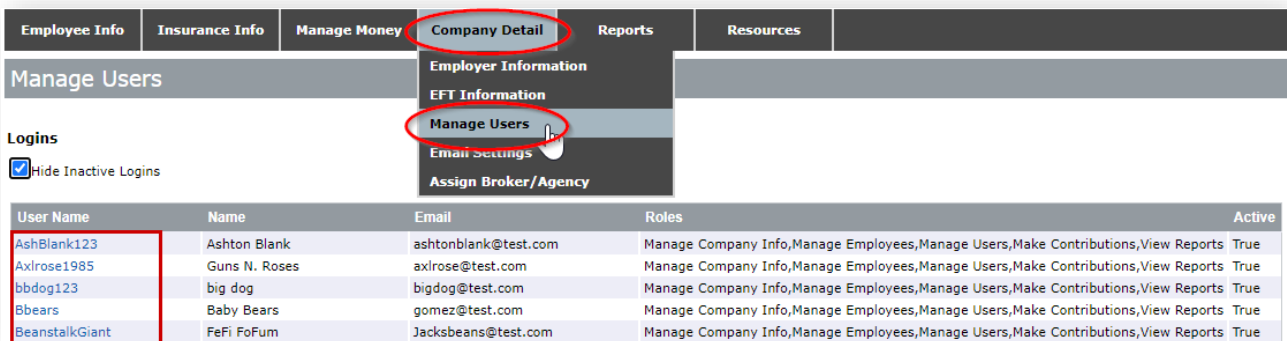 Employee Info Insurance Info Manage Money Company Detail Reports Resources
Employer Information
Manage Users
EFT Information
Manage Users
Logins
Email Settings
Hide Inactive Logins
Assign Broker/Agency
User Name Name Email Roles Active
AshBlank123 Ashton Blank ashtonblank@test.com Manage Company Info,Manage Employees,Manage Users,Make Contributions,View Reports True
Axlrose1985 Guns N. Roses axlrose@test.com Manage Company Info,Manage Employees,Manage Users,Make Contributions,View Reports True
bbdog123 big dog bigdog@test.com Manage Company Info,Manage Employees,Manage Users,Make Contributions,View Reports True
Bbears Baby Bears gomez@test.com Manage Company Info,Manage Employees,Manage Users,Make Contributions,View Reports True
BeanstalkGiant FeFi FoFum Jacksbeans@test.com Manage Company Info,Manage Employees,Manage Users,Make Contributions,View Reports True